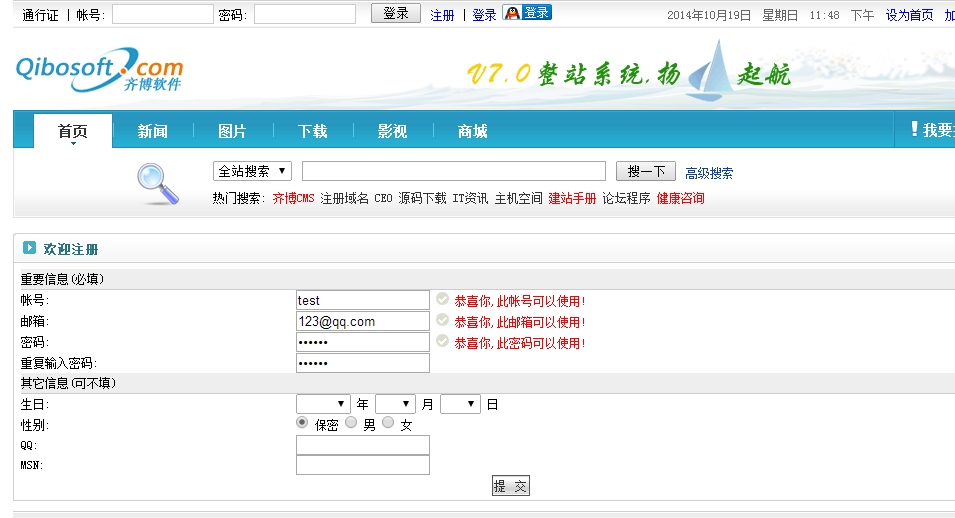 通行证 | 帐号: 密码: 登录 注册 | 登录 登录 2014年10月19日 星期日 11:48 下午 设为首页
Qibosoft.com
齐博软件
V7.0整站系统,扬 起航
首页 新闻 图片 下载 影视 商城 ! 我要
全站搜索 搜一下 高级搜索
热门搜索: 齐博CMS 注册域名 CEO 源码下载 IT资讯 主机空间 建站手册 论坛程序 健康咨询
欢迎注册
重要信息(必填)
帐号: test 恭喜你,此帐号可以使用!
邮箱: 123@qq.com 恭喜你,此邮箱可以使用!
密码: •••••• 恭喜你,此密码可以使用!
重复输入密码: ••••••
其它信息(可不填)
生日: 年 月 日
性别: 保密 男 女
QQ:
MSN:
提 交